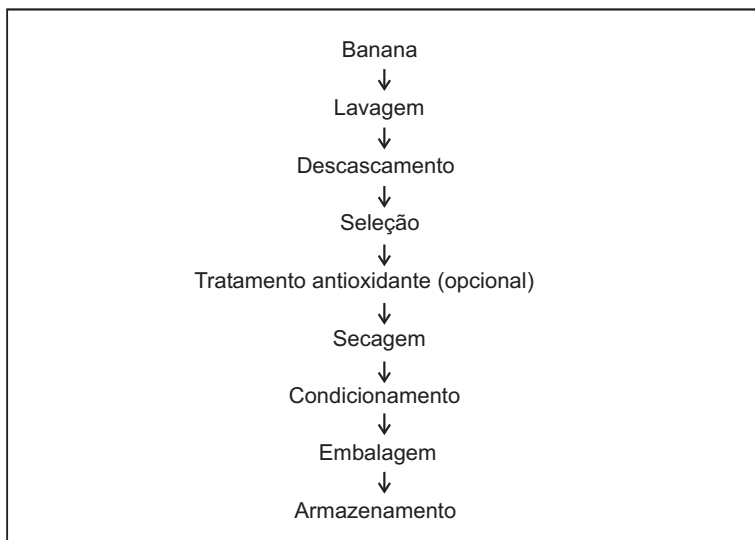 Banana
Lavagem
Descascamento
Seleção
Tratamento antioxidante (opcional)
Secagem
Condicionamento
Embalagem
Armazenamento